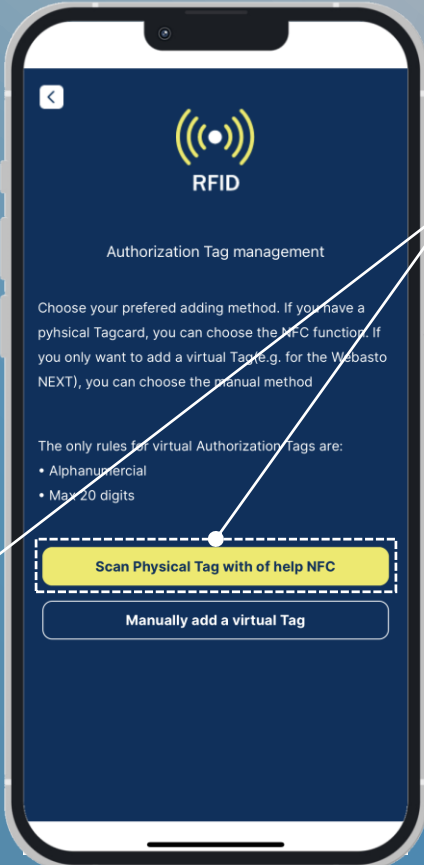 RFID
Authorization Tag management
Choose your prefered adding method. If you have a
pyhsical Tagcard, you can choose the NFC function. If
you only want to add a virtual Tag(e.g. for the Webasto
NEXT), you can choose the manual method
The only rules for virtual Authorization Tags are:
• Alphanumercial
• Max 20 digits
Scan Physical Tag with of help NFC
Manually add a virtual Tag